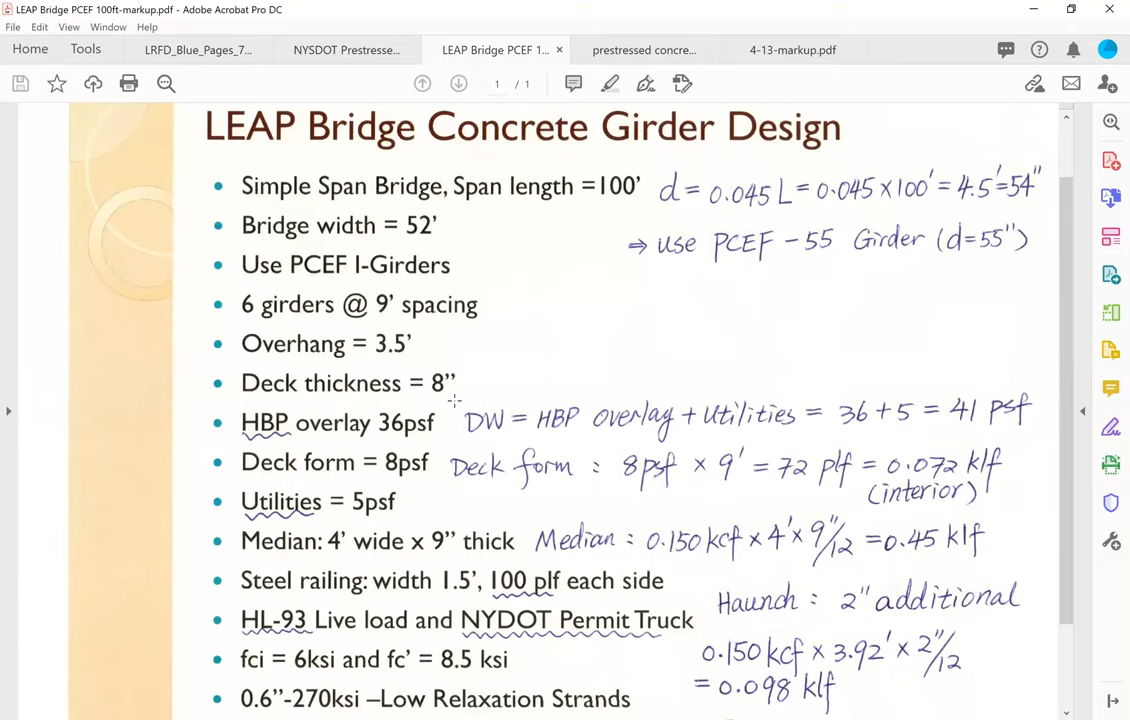 LEAP Bridge PCEF 100ft-markup.pdf - Adobe Acrobat Pro DC
File Edit View Window Help
Home Tools LRFD_Blue_Pages_7... NYSDOT Prestresse... LEAP Bridge PCEF 1... × prestressed concre... 4-13-markup.pdf
1 / 1
LEAP Bridge Concrete Girder Design
• Simple Span Bridge, Span length =100' d = 0.045 L = 0.045 × 100' = 4.5' = 54"
• Bridge width = 52' ⇒ use PCEF - 55 Girder (d=55")
• Use PCEF I-Girders
• 6 girders @ 9' spacing
• Overhang = 3.5'
• Deck thickness = 8”
• HBP overlay 36psf DW = HBP overlay + Utilities = 36 + 5 = 41 psf
• Deck form = 8psf Deck form : 8psf × 9' = 72 plf = 0.072 klf
(interior)
• Utilities = 5psf
• Median: 4' wide x 9” thick Median : 0.150 kcf × 4' × 9"/12 = 0.45 klf
• Steel railing: width 1.5', 100 plf each side
Haunch : 2" additional
• HL-93 Live load and NYDOT Permit Truck
0.150 kcf × 3.92' × 2"/12
• fci = 6ksi and fc' = 8.5 ksi
= 0.098 klf
• 0.6”-270ksi –Low Relaxation Strands